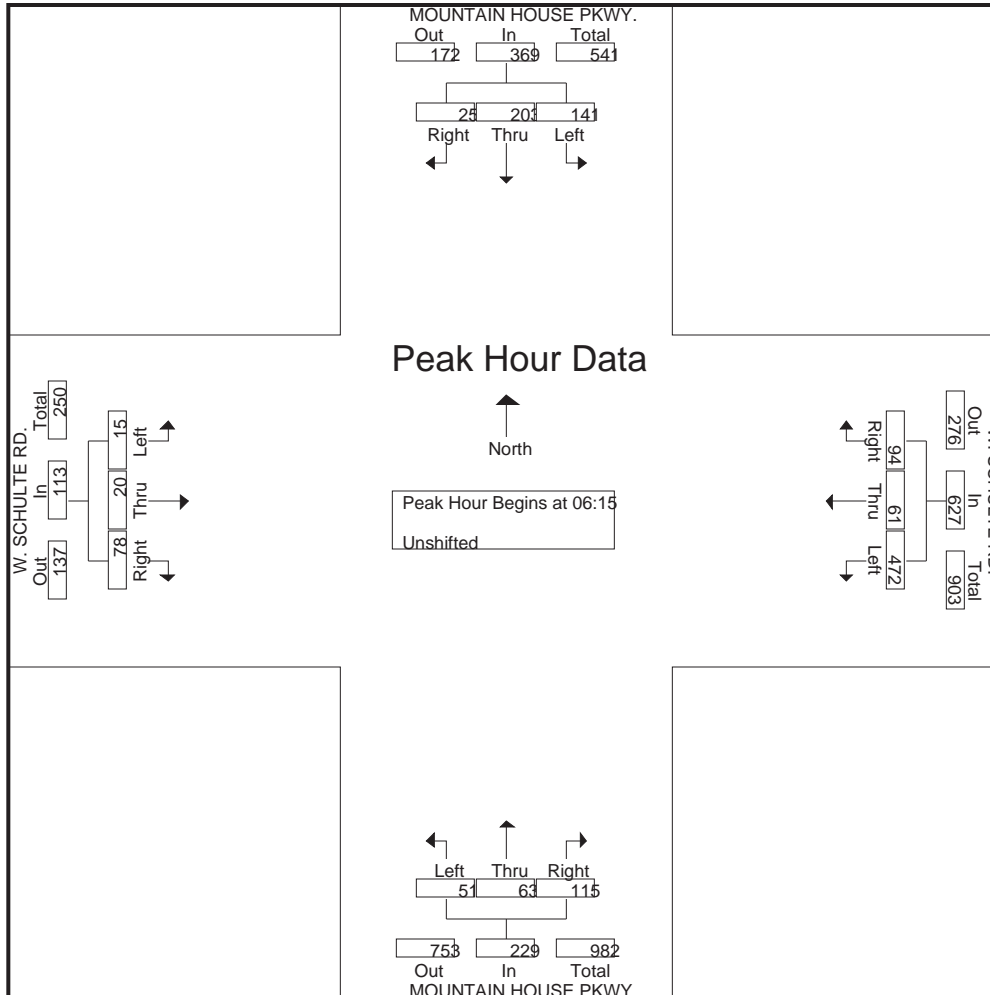 MOUNTAIN HOUSE PKWY.
Out In Total
172 369 541
25 203 141
Right Thru Left
Peak Hour Data
North
Peak Hour Begins at 06:15
Unshifted
W. SCHULTE RD.
Out In Total
137 113 250
15 20 78
Left Thru Right
Out In Total
276 627 903
94 61 472
Right Thru Left
Left Thru Right
51 63 115
753 229 982
Out In Total
MOUNTAIN HOUSE PKWY